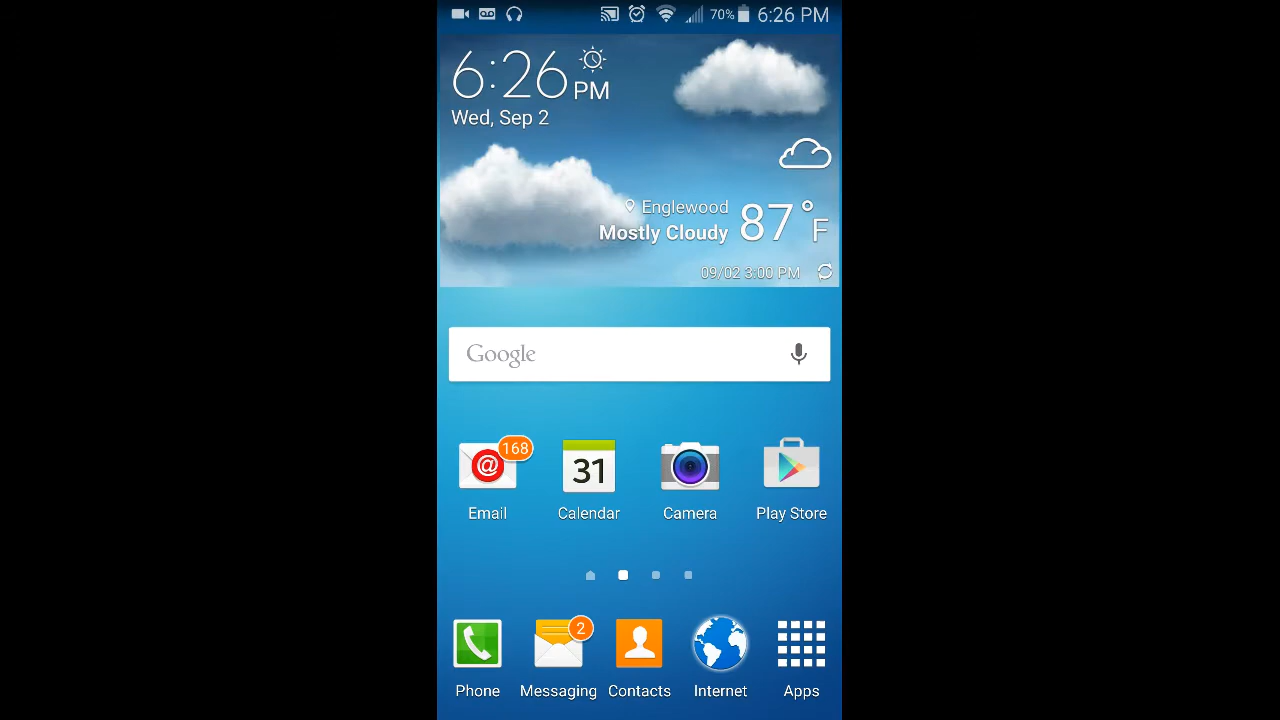 70% 6:26 PM
6:26 PM
Wed, Sep 2
Englewood
Mostly Cloudy
87°F
09/02 3:00 PM
Google
168
31
Email Calendar Camera Play Store
2
Phone Messaging Contacts Internet Apps